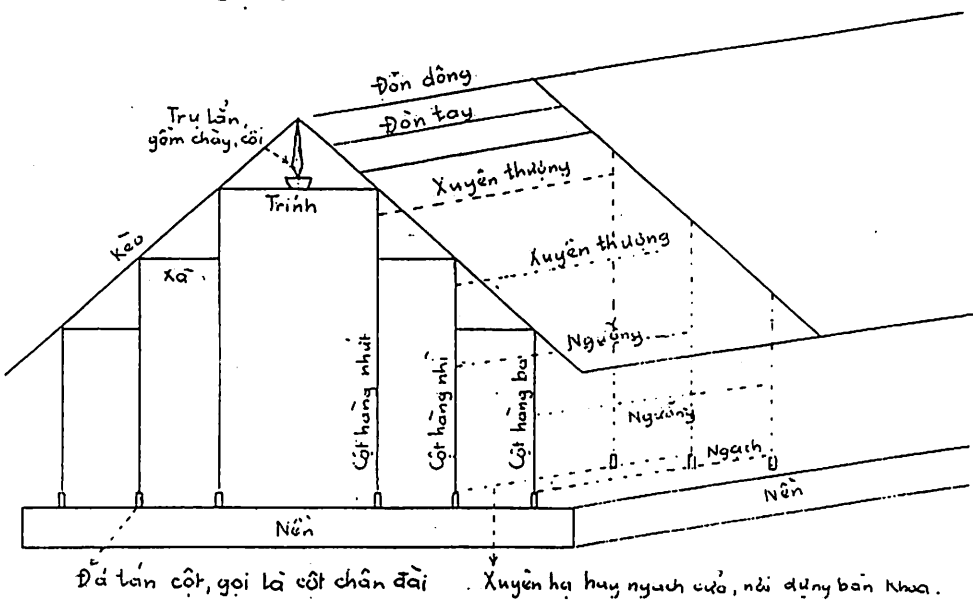 Đòn dông
Đòn tay
Trụ lẳn,
gồm chày, cối
Xuyên thượng
Trính
Kèo
Xà
Xuyên thượng
Ngưỡng
Cột hàng nhứt
Cột hàng nhì
Cột hàng ba
Ngưỡng
Ngạch
Nền
Nền
Đá tán cột, gọi là cột chân đài
Xuyên hạ hay ngạch cửa, nơi dựng bản khoa.